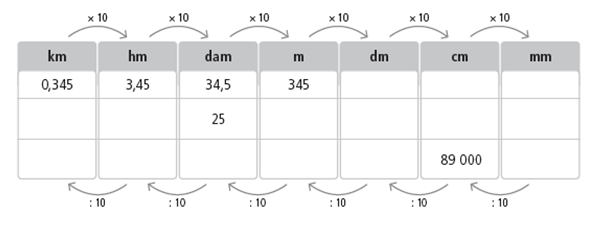 × 10 × 10 × 10 × 10 × 10 × 10
km hm dam m dm cm mm
0,345 3,45 34,5 345
25
89 000
: 10 : 10 : 10 : 10 : 10 : 10